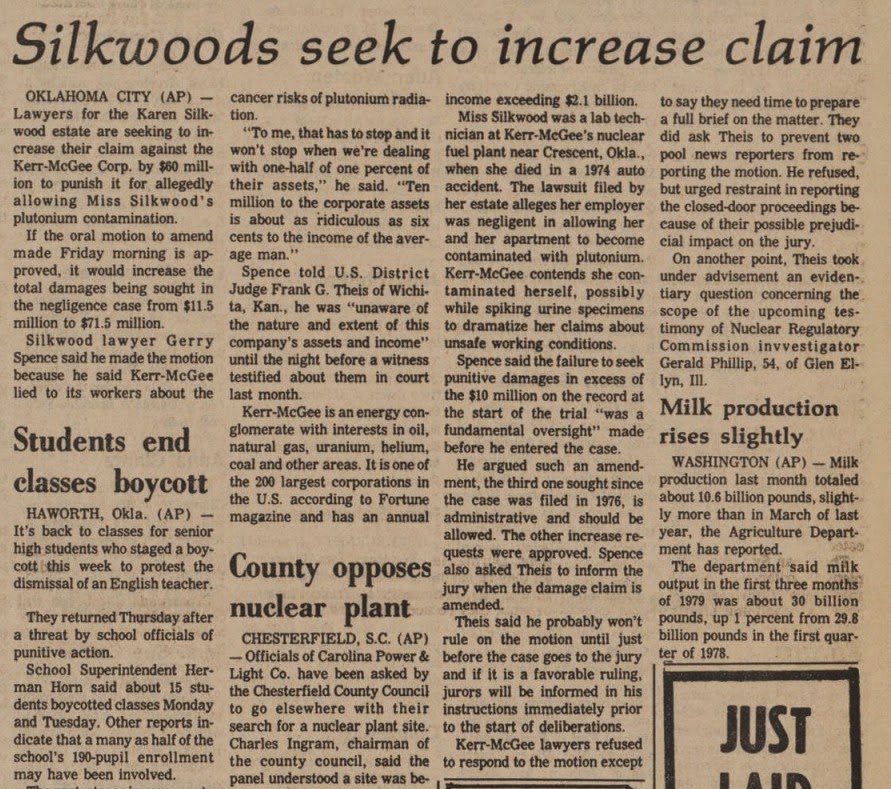 Silkwoods seek to increase claim
OKLAHOMA CITY (AP) —
Lawyers for the Karen Silk-
wood estate are seeking to in-
crease their claim against the
Kerr-McGee Corp. by $60 mill-
ion to punish it for allegedly
allowing Miss Silkwood's
plutonium contamination.
If the oral motion to amend
made Friday morning is ap-
proved, it would increase the
total damages being sought in
the negligence case from $11.5
million to $71.5 million.
Silkwood lawyer Gerry
Spence said he made the motion
because he said Kerr-McGee
lied to its workers about the
cancer risks of plutonium radia-
tion.
"To me, that has to stop and it
won't stop when we're dealing
with one-half of one percent of
their assets," he said. "Ten
million to the corporate assets
is about as ridiculous as six
cents to the income of the aver-
age man."
Spence told U.S. District
Judge Frank G. Theis of Wichi-
ta, Kan., he was "unaware of
the nature and extent of this
company's assets and income"
until the night before a witness
testified about them in court
last month.
Kerr-McGee is an energy con-
glomerate with interests in oil,
natural gas, uranium, helium,
coal and other areas. It is one of
the 200 largest corporations in
the U.S. according to Fortune
magazine and has an annual
income exceeding $2.1 billion.
Miss Silkwood was a lab tech-
nician at Kerr-McGee's nuclear
fuel plant near Crescent, Okla.,
when she died in a 1974 auto
accident. The lawsuit filed by
her estate alleges her employer
was negligent in allowing her
and her apartment to become
contaminated with plutonium.
Kerr-McGee contends she con-
taminated herself, possibly
while spiking urine specimens
to dramatize her claims about
unsafe working conditions.
Spence said the failure to seek
punitive damages in excess of
the $10 million on the record at
the start of the trial "was a
fundamental oversight" made
before he entered the case.
He argued such an amend-
ment, the third one sought since
the case was filed in 1976, is
administrative and should be
allowed. The other increase re-
quests were approved. Spence
also asked Theis to inform the
jury when the damage claim is
amended.
Theis said he probably won't
rule on the motion until just
before the case goes to the jury
and if it is a favorable ruling,
jurors will be informed in his
instructions immediately prior
to the start of deliberations.
Kerr-McGee lawyers refused
to respond to the motion except
to say they need time to prepare
a full brief on the matter. They
did ask Theis to prevent two
pool news reporters from re-
porting the motion. He refused,
but urged restraint in reporting
the closed-door proceedings be-
cause of their possible prejudi-
cial impact on the jury.
On another point, Theis took
under advisement an eviden-
tiary question concerning the
scope of the upcoming tes-
timony of Nuclear Regulatory
Commission invvestigator
Gerald Phillip, 54, of Glen El-
lyn, Ill.
Students end
classes boycott
HAWORTH, Okla. (AP) —
It's back to classes for senior
high students who staged a boy-
cott this week to protest the
dismissal of an English teacher.
They returned Thursday after
a threat by school officials of
punitive action.
School Superintendent Her-
man Horn said about 15 stu-
dents boycotted classes Monday
and Tuesday. Other reports in-
dicate that a many as half of the
school's 190-pupil enrollment
may have been involved.
County opposes
nuclear plant
CHESTERFIELD, S.C. (AP)
— Officials of Carolina Power &
Light Co. have been asked by
the Chesterfield County Council
to go elsewhere with their
search for a nuclear plant site.
Charles Ingram, chairman of
the county council, said the
panel understood a site was be-
Milk production
rises slightly
WASHINGTON (AP) — Milk
production last month totaled
about 10.6 billion pounds, slight-
ly more than in March of last
year, the Agriculture Depart-
ment has reported.
The department said milk
output in the first three months
of 1979 was about 30 billion
pounds, up 1 percent from 29.8
billion pounds in the first quar-
ter of 1978.
JUST
LAID